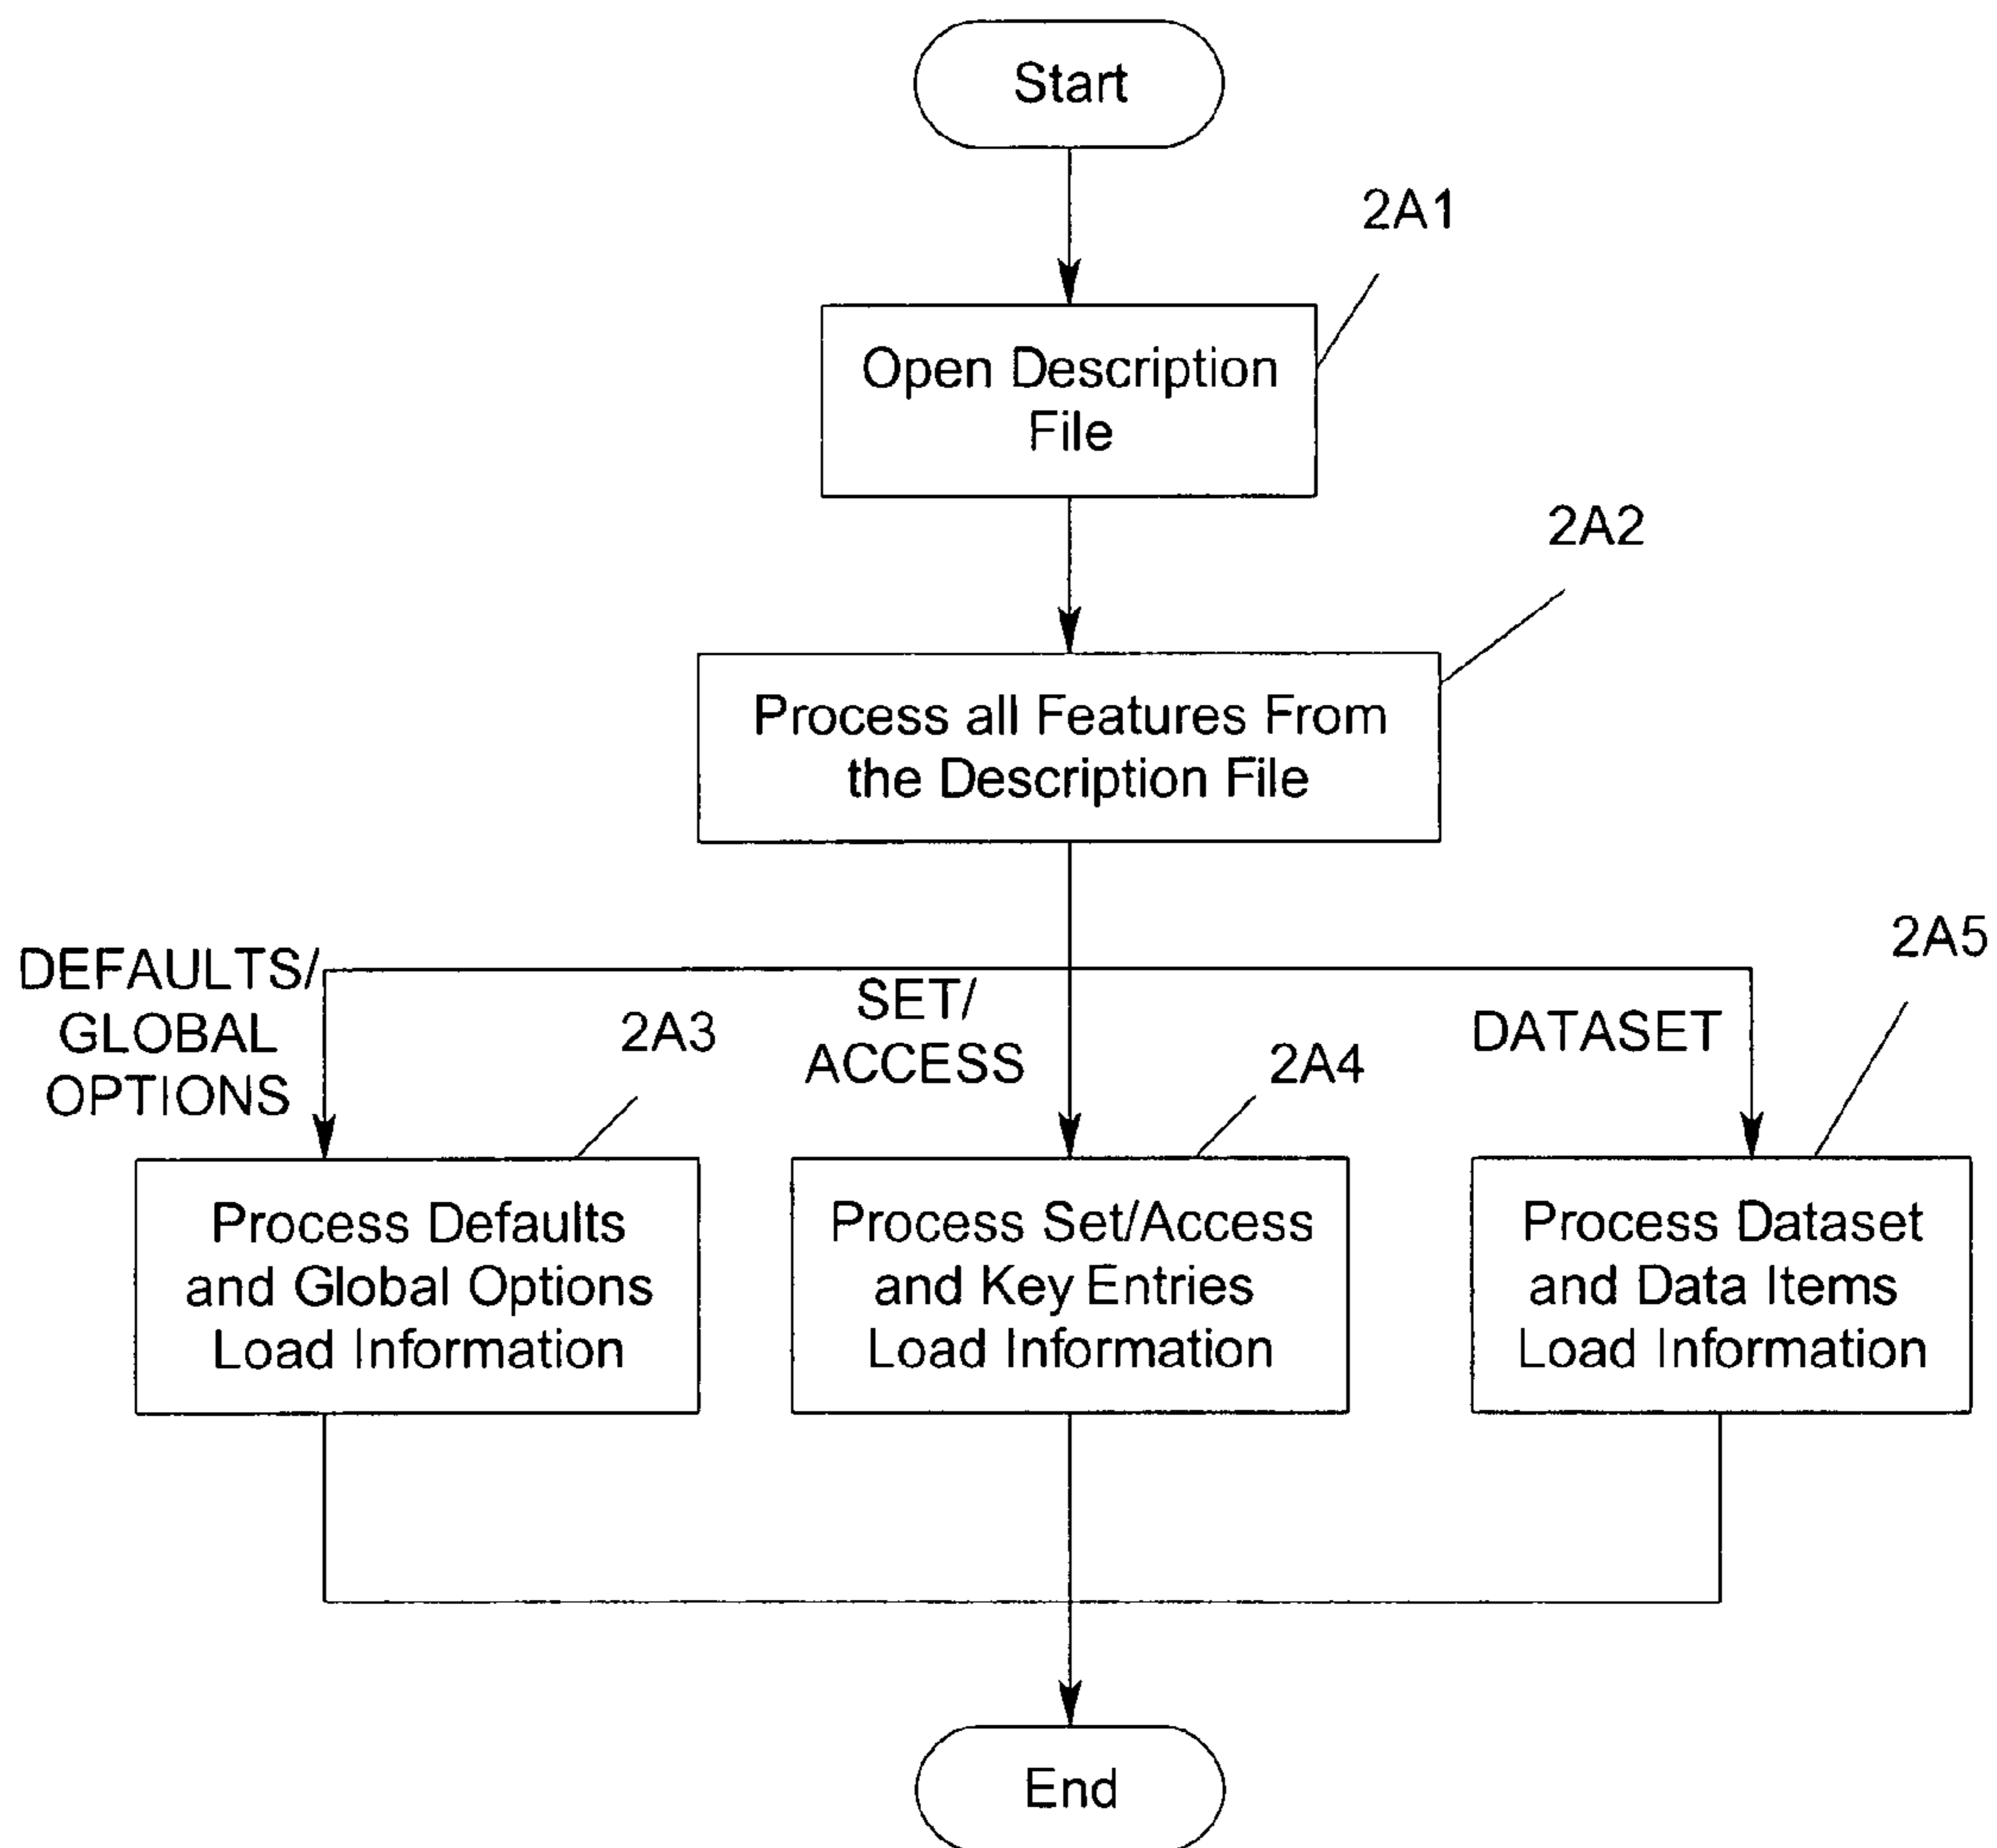 Start
2A1
Open Description
File
2A2
Process all Features From
the Description File
DEFAULTS/
GLOBAL
OPTIONS
2A3
SET/
ACCESS
2A4
DATASET
2A5
Process Defaults
and Global Options
Load Information
Process Set/Access
and Key Entries
Load Information
Process Dataset
and Data Items
Load Information
End